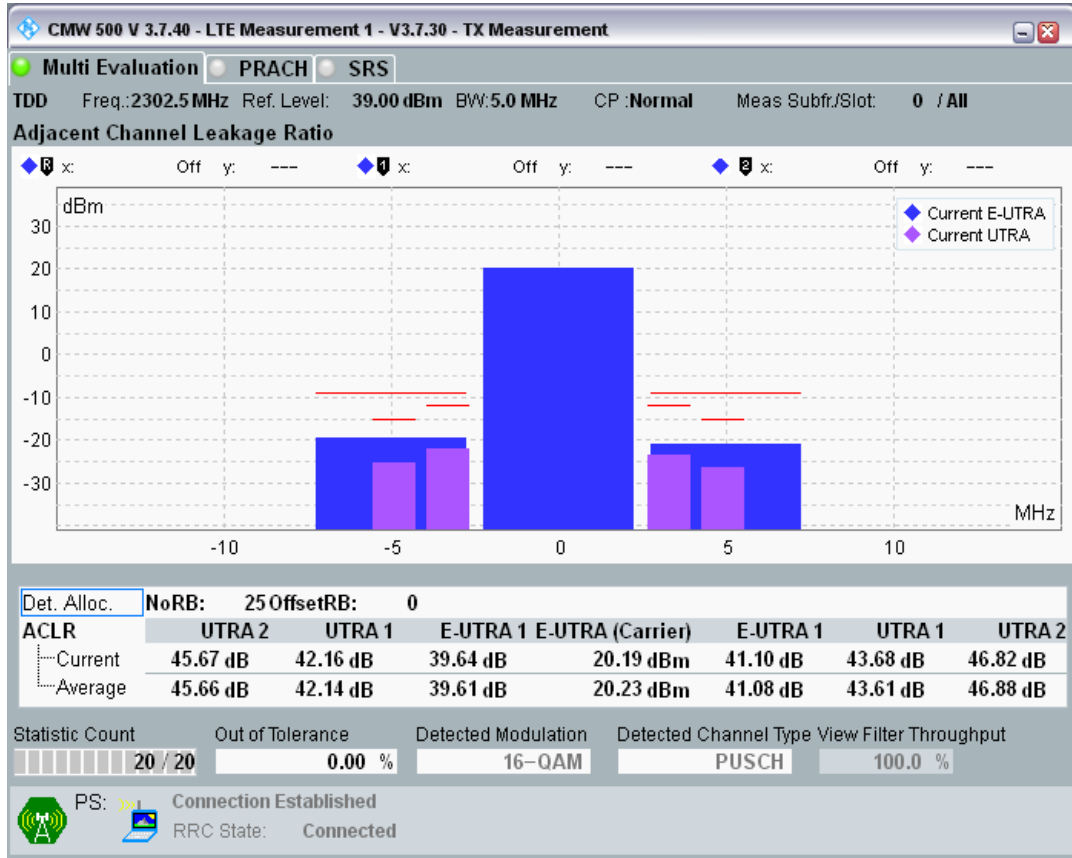 CMW 500 V 3.7.40 - LTE Measurement 1 - V3.7.30 - TX Measurement
Multi Evaluation PRACH SRS
TDD Freq.:2302.5 MHz Ref. Level: 39.00 dBm BW:5.0 MHz CP :Normal Meas Subfr./Slot: 0 / All
Adjacent Channel Leakage Ratio
R x: Off y: --- 1 x: Off y: --- 2 x: Off y: ---
dBm
Current E-UTRA
Current UTRA
30
20
10
0
-10
-20
-30
MHz
-10 -5 0 5 10
Det. Alloc. NoRB: 25 OffsetRB: 0
ACLR UTRA 2 UTRA 1 E-UTRA 1 E-UTRA (Carrier) E-UTRA 1 UTRA 1 UTRA 2
Current 45.67 dB 42.16 dB 39.64 dB 20.19 dBm 41.10 dB 43.68 dB 46.82 dB
Average 45.66 dB 42.14 dB 39.61 dB 20.23 dBm 41.08 dB 43.61 dB 46.88 dB
Statistic Count Out of Tolerance Detected Modulation Detected Channel Type View Filter Throughput
20 / 20 0.00 % 16-QAM PUSCH 100.0 %
PS: Connection Established
RRC State: Connected